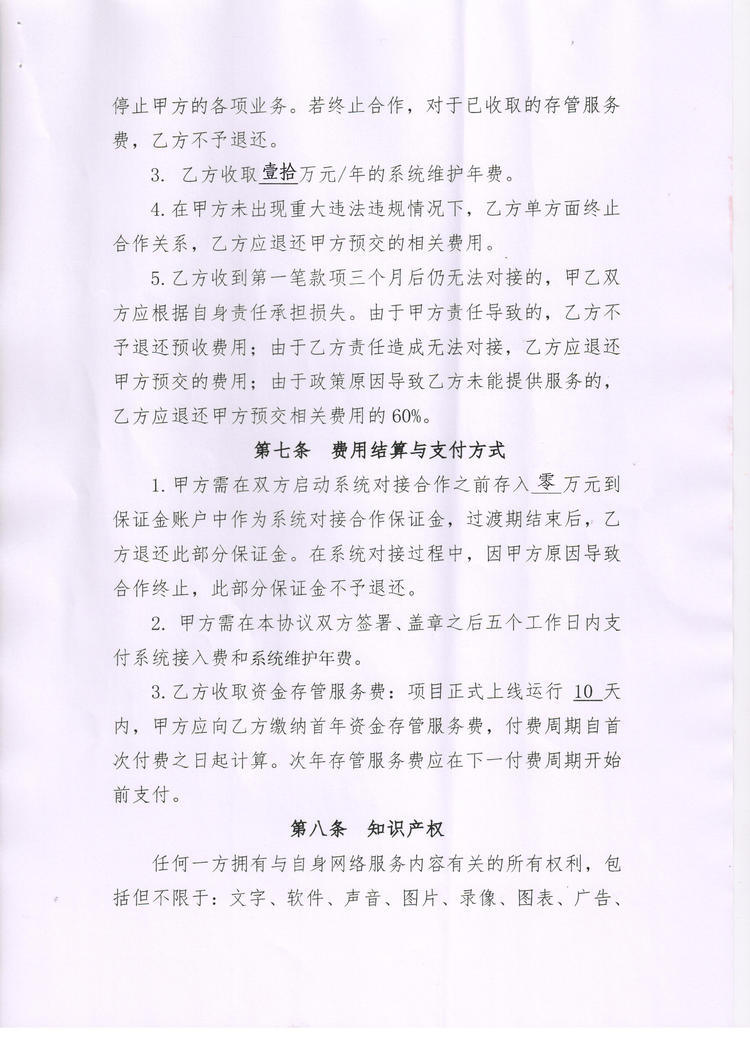 停止甲方的各项业务。若终止合作，对于已收取的存管服务
费，乙方不予退还。
3. 乙方收取壹拾万元/年的系统维护年费。
4.在甲方未出现重大违法违规情况下，乙方单方面终止
合作关系，乙方应退还甲方预交的相关费用。
5.乙方收到第一笔款项三个月后仍无法对接的，甲乙双
方应根据自身责任承担损失。由于甲方责任导致的，乙方不
予退还预收费用；由于乙方责任造成无法对接，乙方应退还
甲方预交的费用；由于政策原因导致乙方未能提供服务的，
乙方应退还甲方预交相关费用的60%。
第七条 费用结算与支付方式
1.甲方需在双方启动系统对接合作之前存入 零 万元到
保证金账户中作为系统对接合作保证金，过渡期结束后，乙
方退还此部分保证金。在系统对接过程中，因甲方原因导致
合作终止，此部分保证金不予退还。
2. 甲方需在本协议双方签署、盖章之后五个工作日内支
付系统接入费和系统维护年费。
3.乙方收取资金存管服务费：项目正式上线运行 10 天
内，甲方应向乙方缴纳首年资金存管服务费，付费周期自首
次付费之日起计算。次年存管服务费应在下一付费周期开始
前支付。
第八条 知识产权
任何一方拥有与自身网络服务内容有关的所有权利，包
括但不限于：文字、软件、声音、图片、录像、图表、广告、